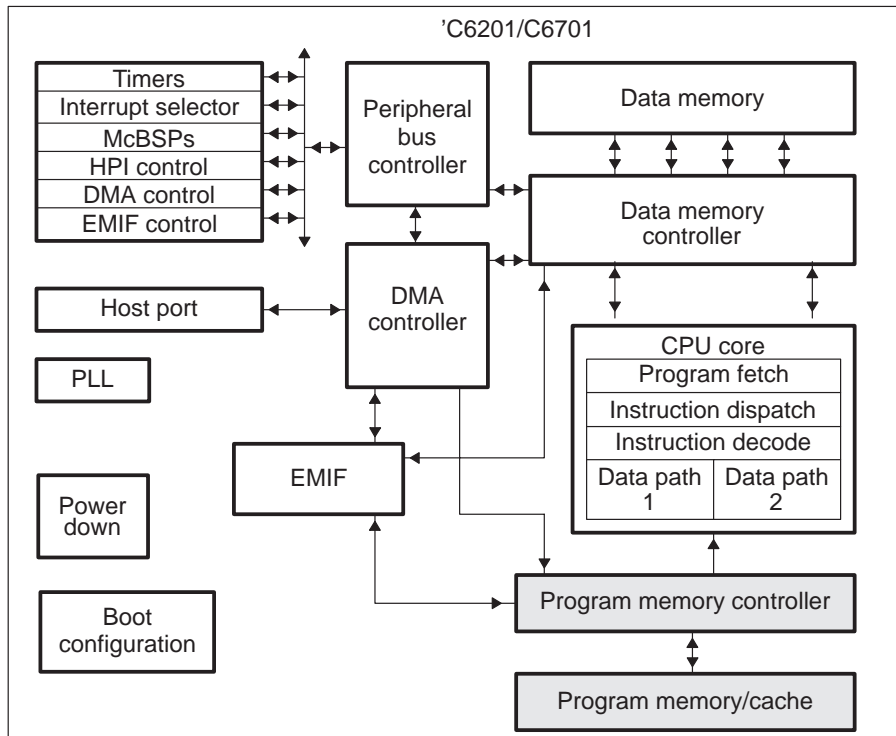 'C6201/C6701
Timers
Interrupt selector
McBSPs
HPI control
DMA control
EMIF control
Peripheral
bus
controller
Data memory
Data memory
controller
Host port
DMA
controller
PLL
CPU core
Program fetch
Instruction dispatch
Instruction decode
Data path
1
Data path
2
EMIF
Power
down
Boot
configuration
Program memory controller
Program memory/cache